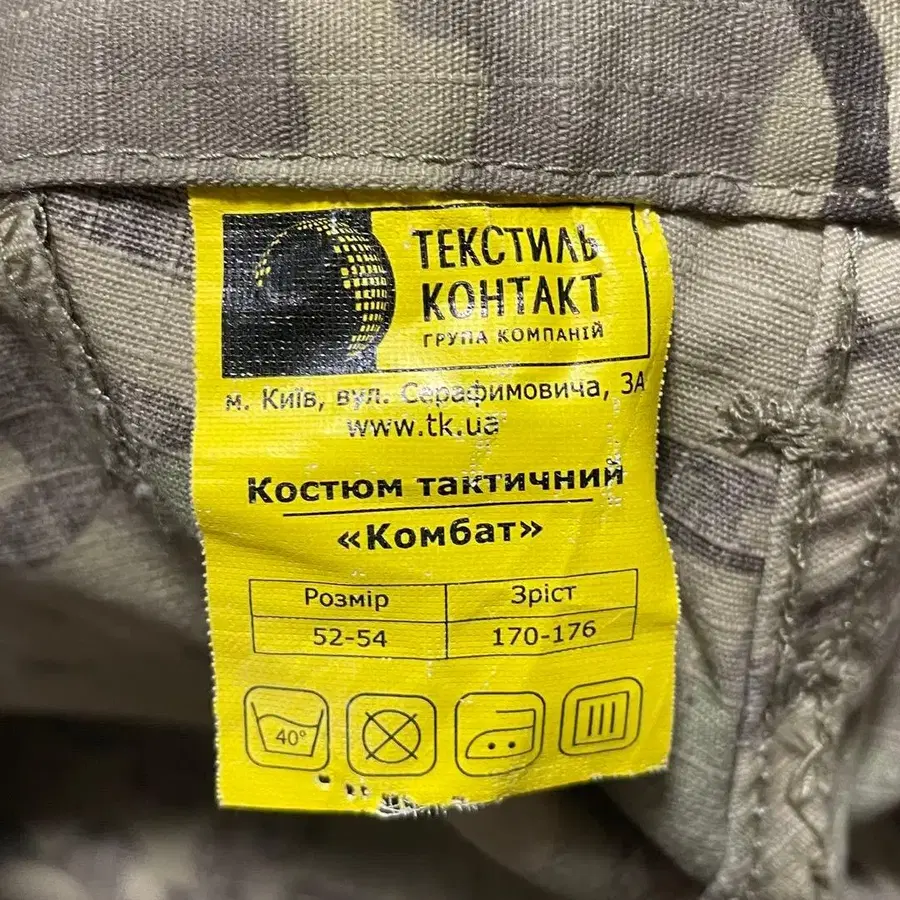 ТЕКСТИЛЬ
КОНТАКТ
ГРУПА КОМПАНІЙ
м. Київ, вул. Серафимовича, 3А
www.tk.ua
Костюм тактичний
«Комбат»
Розмір Зріст
52-54 170-176
40°